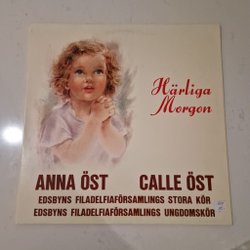 Härliga
Morgon
ANNA ÖST CALLE ÖST
EDSBYNS FILADELFIAFÖRSAMLINGS STORA KÖR
EDSBYNS FILADELFIAFÖRSAMLINGS UNGDOMSKÖR